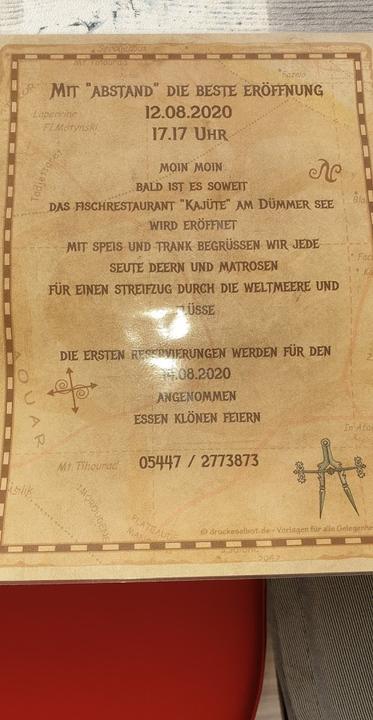 MIT "ABSTAND" DIE BESTE ERÖFFNUNG
12.08.2020
17.17 UHR
MOIN MOIN
BALD IST ES SOWEIT
DAS FISCHRESTAURANT "KAJÜTE" AM DÜMMER SEE
WIRD ERÖFFNET
MIT SPEIS UND TRANK BEGRÜSSEN WIR JEDE
SEUTE DEERN UND MATROSEN
FÜR EINEN STREIFZUG DURCH DIE WELTMEERE UND
DIE ERSTEN RESERVIERUNGEN WERDEN FÜR DEN
.08.2020
ANGENOMMEN
ESSEN KLÖNEN FEIERN
05447 / 2773873
Mt. Tihourad
© druckeselbst.de - Vorlagen für alle